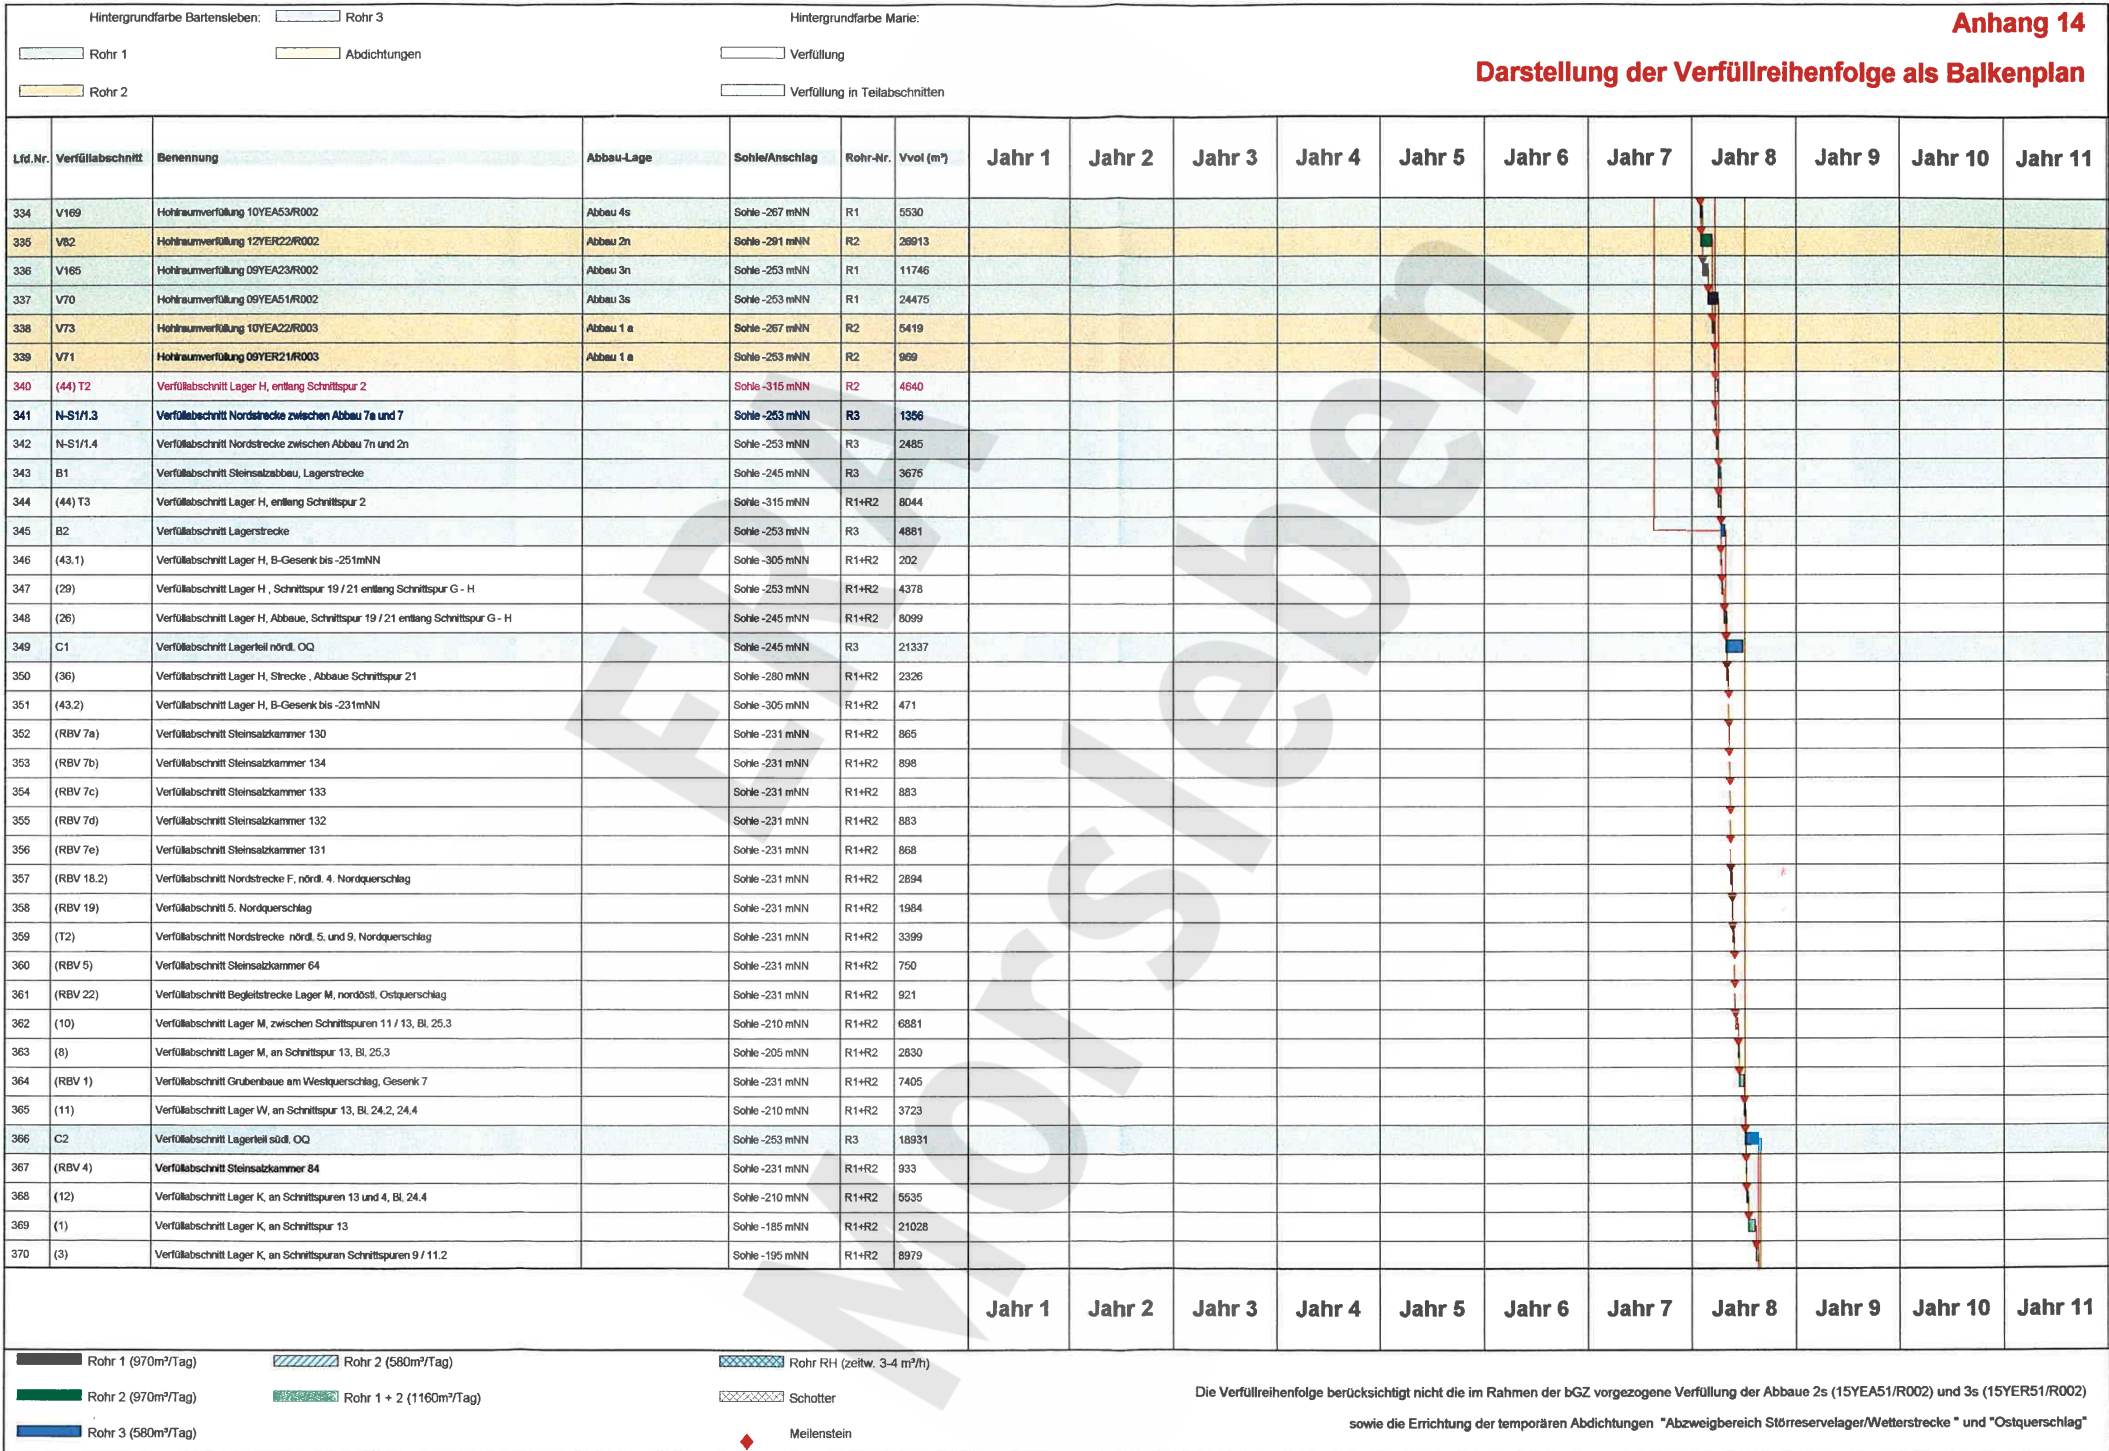 Hintergrundfarbe Bartensleben: Rohr 3 Hintergrundfarbe Marie:
Anhang 14
Rohr 1 Abdichtungen Verfüllung
Darstellung der Verfüllreihenfolge als Balkenplan
Rohr 2 Verfüllung in Teilabschnitten
Lfd.Nr. Verfüllabschnitt Benennung Abbau-Lage Sohle/Anschlag Rohr-Nr. Vvol (m³) Jahr 1 Jahr 2 Jahr 3 Jahr 4 Jahr 5 Jahr 6 Jahr 7 Jahr 8 Jahr 9 Jahr 10 Jahr 11
334 V169 Hohlraumverfüllung 10YEA53/R002 Abbau 4s Sohle -267 mNN R1 5530
335 V82 Hohlraumverfüllung 12YER22/R002 Abbau 2n Sohle -291 mNN R2 26913
336 V165 Hohlraumverfüllung 09YEA23/R002 Abbau 3n Sohle -253 mNN R1 11746
337 V70 Hohlraumverfüllung 09YEA51/R002 Abbau 3s Sohle -253 mNN R1 24475
338 V73 Hohlraumverfüllung 10YEA22/R003 Abbau 1 a Sohle -267 mNN R2 5419
339 V71 Hohlraumverfüllung 09YER21/R003 Abbau 1 a Sohle -253 mNN R2 969
340 (44) T2 Verfüllabschnitt Lager H, entlang Schnittspur 2 Sohle -315 mNN R2 4640
341 N-S1/1.3 Verfüllabschnitt Nordstrecke zwischen Abbau 7a und 7 Sohle -253 mNN R3 1356
342 N-S1/1.4 Verfüllabschnitt Nordstrecke zwischen Abbau 7n und 2n Sohle -253 mNN R3 2485
343 B1 Verfüllabschnitt Steinsalzabbau, Lagerstrecke Sohle -245 mNN R3 3676
344 (44) T3 Verfüllabschnitt Lager H, entlang Schnittspur 2 Sohle -315 mNN R1+R2 8044
345 B2 Verfüllabschnitt Lagerstrecke Sohle -253 mNN R3 4881
346 (43.1) Verfüllabschnitt Lager H, B-Gesenk bis -251mNN Sohle -305 mNN R1+R2 202
347 (29) Verfüllabschnitt Lager H , Schnittspur 19 / 21 entlang Schnittspur G - H Sohle -253 mNN R1+R2 4378
348 (26) Verfüllabschnitt Lager H, Abbaue, Schnittspur 19 / 21 entlang Schnittspur G - H Sohle -245 mNN R1+R2 8099
349 C1 Verfüllabschnitt Lagerteil nördl. OQ Sohle -245 mNN R3 21337
350 (36) Verfüllabschnitt Lager H, Strecke , Abbaue Schnittspur 21 Sohle -280 mNN R1+R2 2326
351 (43.2) Verfüllabschnitt Lager H, B-Gesenk bis -231mNN Sohle -305 mNN R1+R2 471
352 (RBV 7a) Verfüllabschnitt Steinsalzkammer 130 Sohle -231 mNN R1+R2 865
353 (RBV 7b) Verfüllabschnitt Steinsalzkammer 134 Sohle -231 mNN R1+R2 898
354 (RBV 7c) Verfüllabschnitt Steinsalzkammer 133 Sohle -231 mNN R1+R2 883
355 (RBV 7d) Verfüllabschnitt Steinsalzkammer 132 Sohle -231 mNN R1+R2 883
356 (RBV 7e) Verfüllabschnitt Steinsalzkammer 131 Sohle -231 mNN R1+R2 868
357 (RBV 18.2) Verfüllabschnitt Nordstrecke F, nördl. 4. Nordquerschlag Sohle -231 mNN R1+R2 2894
358 (RBV 19) Verfüllabschnitt 5. Nordquerschlag Sohle -231 mNN R1+R2 1984
359 (T2) Verfüllabschnitt Nordstrecke nördl. 5. und 9. Nordquerschlag Sohle -231 mNN R1+R2 3399
360 (RBV 5) Verfüllabschnitt Steinsalzkammer 64 Sohle -231 mNN R1+R2 750
361 (RBV 22) Verfüllabschnitt Begleitstrecke Lager M, nordöstl. Ostquerschlag Sohle -231 mNN R1+R2 921
362 (10) Verfüllabschnitt Lager M, zwischen Schnittspuren 11 / 13, Bl. 25.3 Sohle -210 mNN R1+R2 6881
363 (8) Verfüllabschnitt Lager M, an Schnittspur 13, Bl. 25.3 Sohle -205 mNN R1+R2 2830
364 (RBV 1) Verfüllabschnitt Grubenbaue am Westquerschlag, Gesenk 7 Sohle -231 mNN R1+R2 7405
365 (11) Verfüllabschnitt Lager W, an Schnittspur 13, Bl. 24.2, 24.4 Sohle -210 mNN R1+R2 3723
366 C2 Verfüllabschnitt Lagerteil südl. OQ Sohle -253 mNN R3 18931
367 (RBV 4) Verfüllabschnitt Steinsalzkammer 84 Sohle -231 mNN R1+R2 933
368 (12) Verfüllabschnitt Lager K, an Schnittspuren 13 und 4, Bl. 24.4 Sohle -210 mNN R1+R2 5535
369 (1) Verfüllabschnitt Lager K, an Schnittspur 13 Sohle -185 mNN R1+R2 21028
370 (3) Verfüllabschnitt Lager K, an Schnittspuran Schnittspuren 9 / 11.2 Sohle -195 mNN R1+R2 8979
ERA
Morsleben
Jahr 1 Jahr 2 Jahr 3 Jahr 4 Jahr 5 Jahr 6 Jahr 7 Jahr 8 Jahr 9 Jahr 10 Jahr 11
Rohr 1 (970m³/Tag) Rohr 2 (580m³/Tag) Rohr RH (zeitw. 3-4 m³/h)
Rohr 2 (970m³/Tag) Rohr 1 + 2 (1160m³/Tag) Schotter
Rohr 3 (580m³/Tag) Meilenstein
Die Verfüllreihenfolge berücksichtigt nicht die im Rahmen der bGZ vorgezogene Verfüllung der Abbaue 2s (15YEA51/R002) und 3s (15YER51/R002)
sowie die Errichtung der temporären Abdichtungen "Abzweigbereich Störreservelager/Wetterstrecke " und "Ostquerschlag"